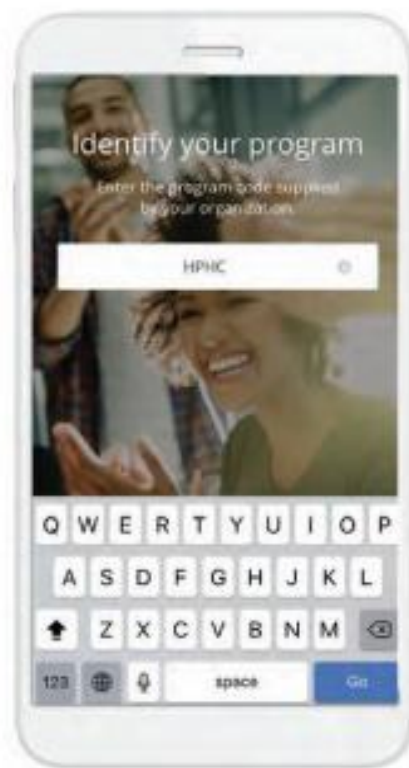 Identify your program
Enter the program code supplied
by your organization.
HPHC
Q W E R T Y U I O P
A S D F G H J K L
Z X C V B N M
123 space Go